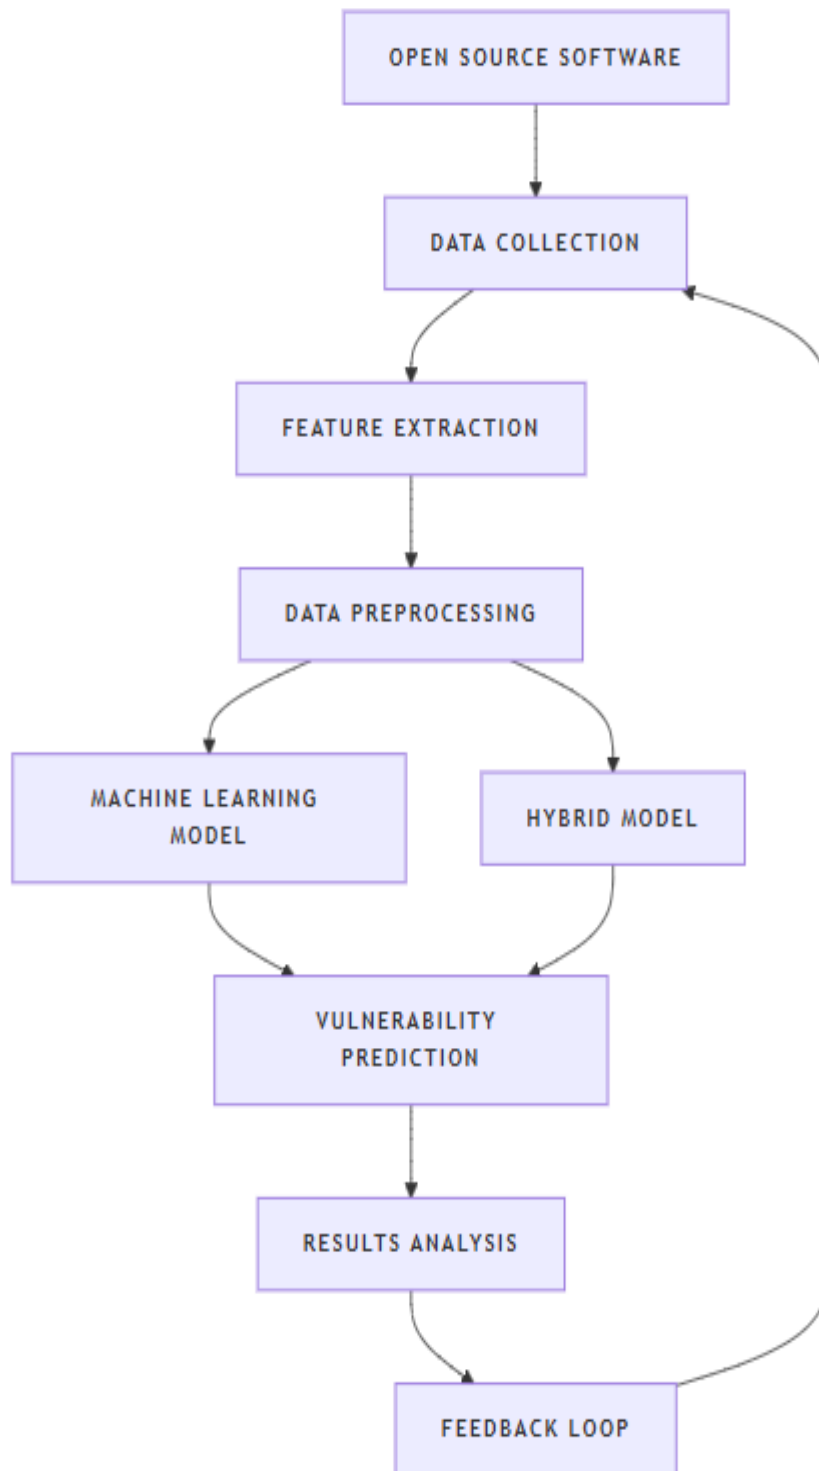 OPEN SOURCE SOFTWARE
DATA COLLECTION
FEATURE EXTRACTION
DATA PREPROCESSING
MACHINE LEARNING
MODEL
HYBRID MODEL
VULNERABILITY
PREDICTION
RESULTS ANALYSIS
FEEDBACK LOOP